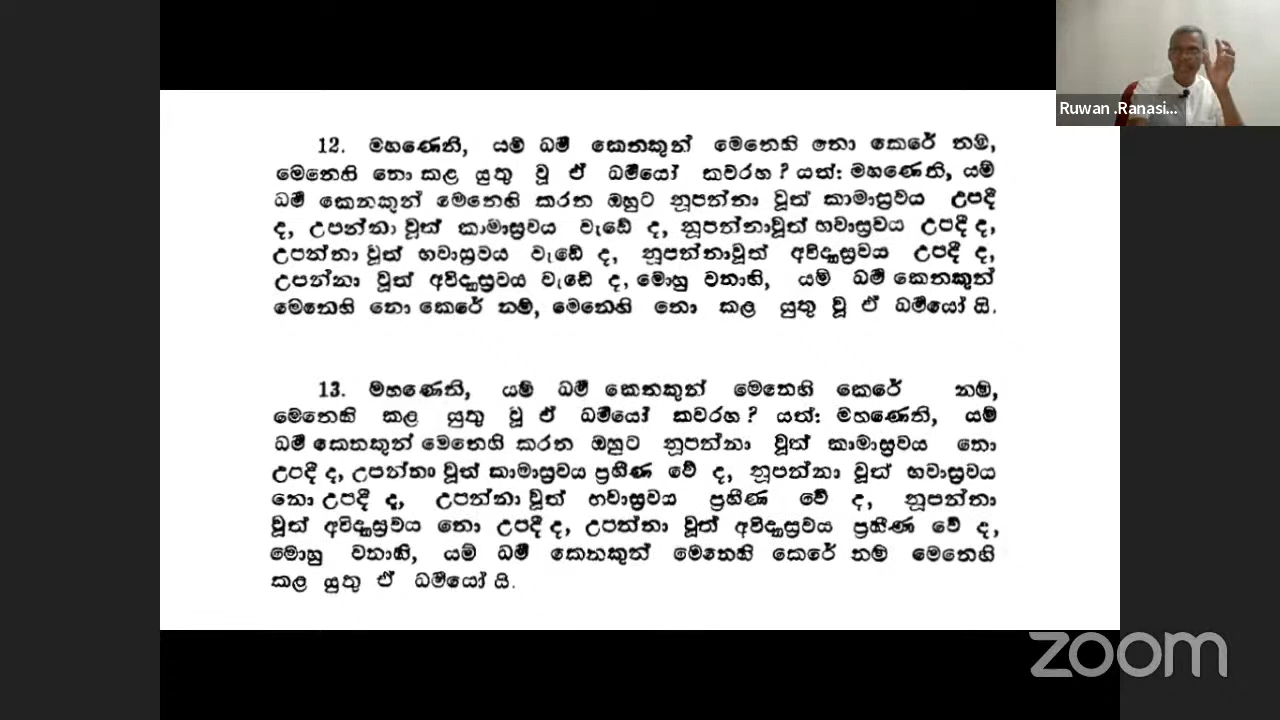 Ruwan .Ranasi...
12. මහණෙනි, යම් ධර්ම කෙනකුන් මෙනෙහි නො කෙරේ නම්,
මෙනෙහි නො කළ යුතු වූ ඒ ධර්මයෝ කවරහ? යත්: මහණෙනි, යම්
ධර්ම කෙනකුන් මෙනෙහි කරන ඔහුට නූපන්නා වූත් කාමාස්‍රවය උපදී
ද, උපන්නා වූත් කාමාස්‍රවය වැඩේ ද, නූපන්නාවූත් භවාස්‍රවය උපදී ද,
උපන්නා වූත් භවාස්‍රවය වැඩේ ද, නූපන්නාවූත් අවිද්‍යාස්‍රවය උපදී ද,
උපන්නා වූත් අවිද්‍යාස්‍රවය වැඩේ ද, මොහු වනාහි, යම් ධර්ම කෙනකුන්
මෙනෙහි නො කෙරේ නම්, මෙනෙහි නො කළ යුතු වූ ඒ ධර්මයෝ යි.
13. මහණෙනි, යම් ධර්ම කෙනකුන් මෙනෙහි කෙරේ නම්,
මෙනෙහි කළ යුතු වූ ඒ ධර්මයෝ කවරහ? යත්: මහණෙනි, යම්
ධර්ම කෙනකුන් මෙනෙහි කරන ඔහුට නූපන්නා වූත් කාමාස්‍රවය නො
උපදී ද, උපන්නා වූත් කාමාස්‍රවය ප්‍රහීණ වේ ද, නූපන්නා වූත් භවාස්‍රවය
නො උපදී ද, උපන්නා වූත් භවාස්‍රවය ප්‍රහීණ වේ ද, නූපන්නා
වූත් අවිද්‍යාස්‍රවය නො උපදී ද, උපන්නා වූත් අවිද්‍යාස්‍රවය ප්‍රහීණ වේ ද,
මොහු වනාහි, යම් ධර්ම කෙනකුන් මෙනෙහි කෙරේ නම් මෙනෙහි
කළ යුතු ඒ ධර්මයෝ යි.
zoom